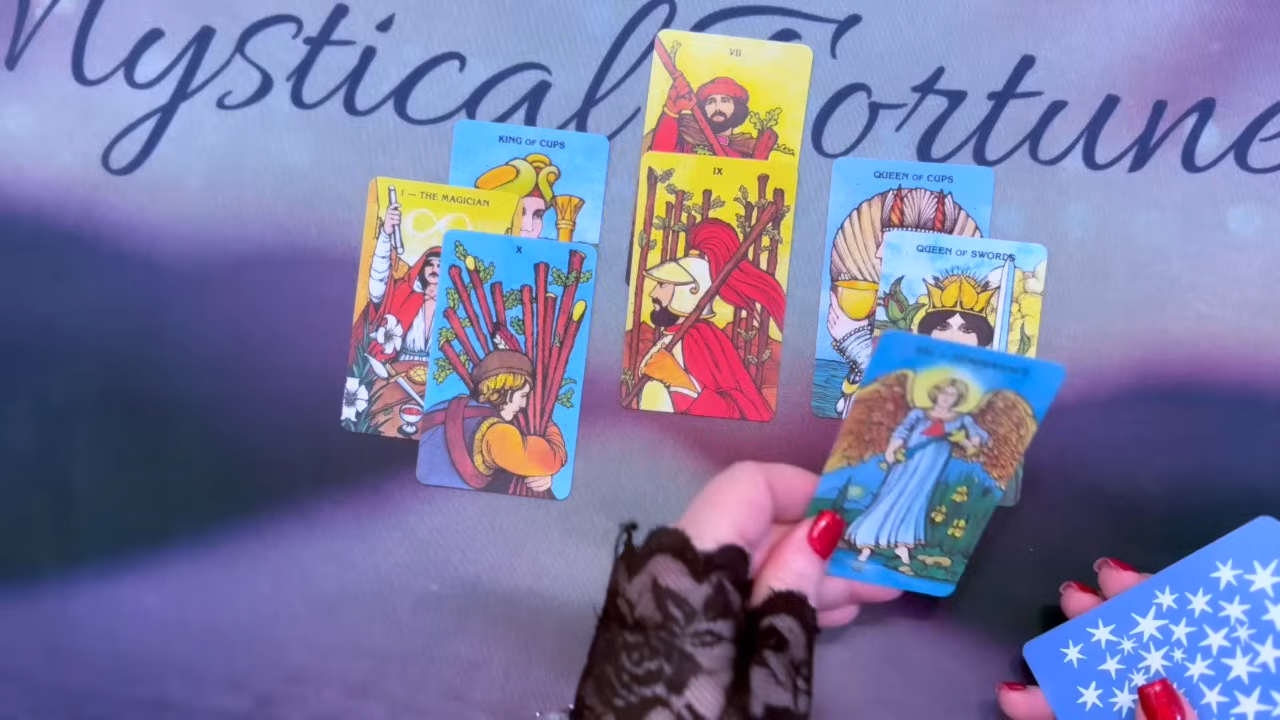 Mystical Fortune
VII
KING OF CUPS
IX
QUEEN OF CUPS
I — THE MAGICIAN
X
QUEEN OF SWORDS